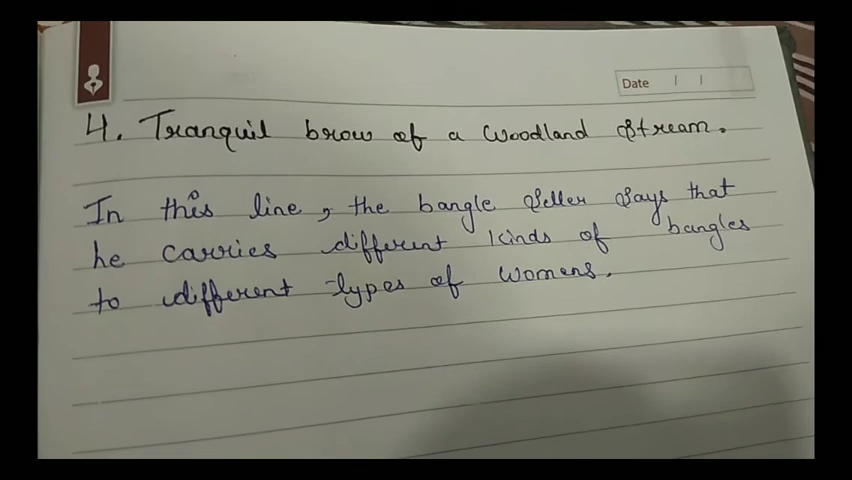 Date / /
4. Tranquil brow of a woodland stream.
In this line, the bangle seller says that
he carries different kinds of bangles
to different types of womens.